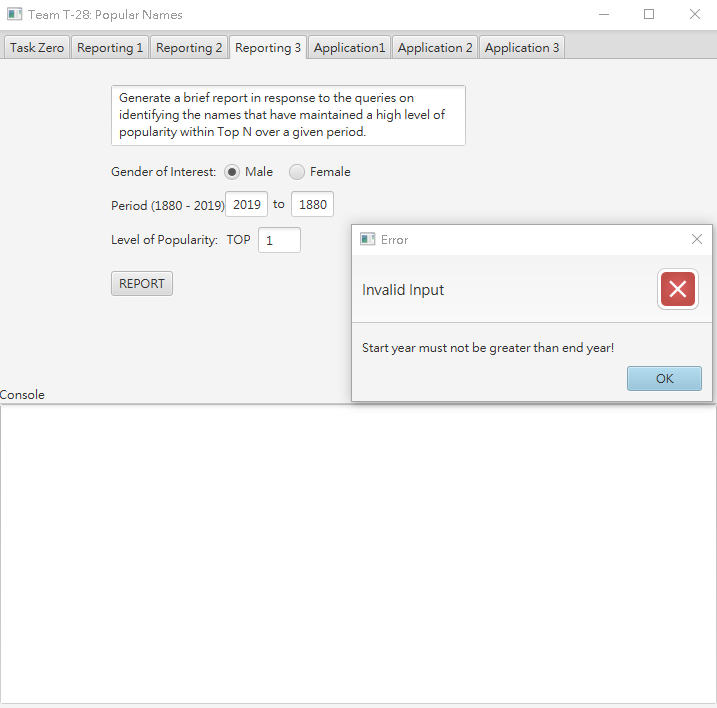 Team T-28: Popular Names
Task Zero Reporting 1 Reporting 2 Reporting 3 Application1 Application 2 Application 3
Generate a brief report in response to the queries on
identifying the names that have maintained a high level of
popularity within Top N over a given period.
Gender of Interest: Male Female
Period (1880 - 2019) 2019 to 1880
Level of Popularity: TOP 1
REPORT
Error
Invalid Input
Start year must not be greater than end year!
OK
Console